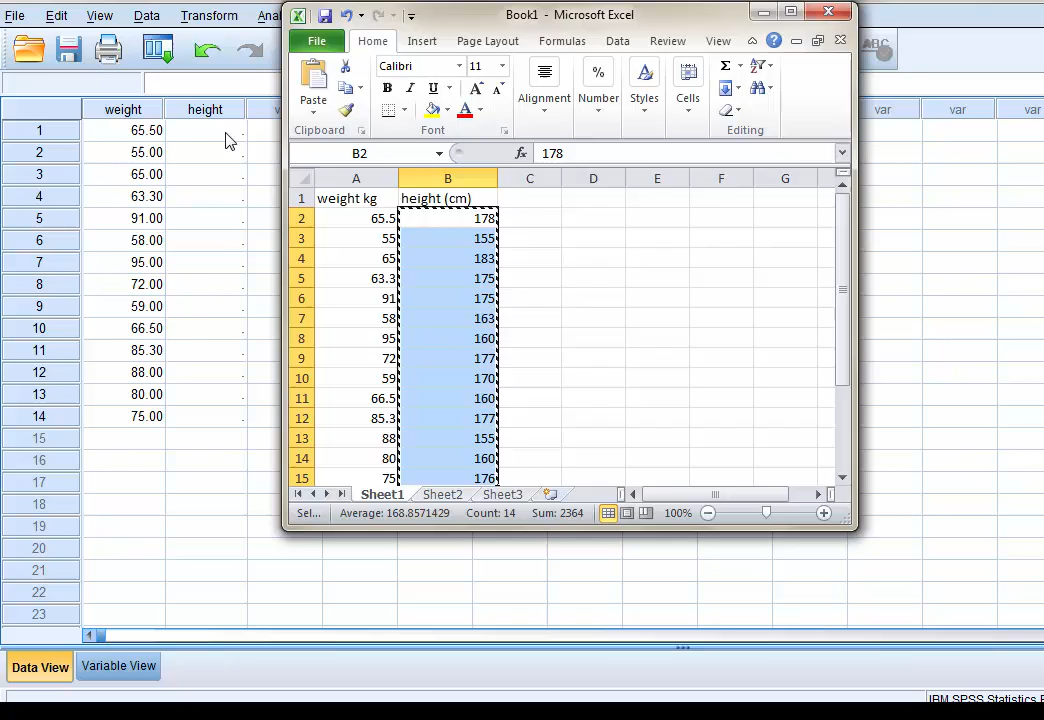 File Edit View Data Transform
Book1 - Microsoft Excel
File Home Insert Page Layout Formulas Data Review View
Calibri 11
Paste B I U A A A Alignment % Number Styles Cells Σ
Clipboard Font Editing
B2 fx 178
A B C D E F G
1 weight kg height (cm)
2 65.5 178
3 55 155
4 65 183
5 63.3 175
6 91 175
7 58 163
8 95 160
9 72 177
10 59 170
11 66.5 160
12 85.3 177
13 88 155
14 80 160
15 75 176
Sheet1 Sheet2 Sheet3
Sel... Average: 168.8571429 Count: 14 Sum: 2364 100%
weight height var var var
1 65.50 .
2 55.00 .
3 65.00 .
4 63.30 .
5 91.00 .
6 58.00 .
7 95.00 .
8 72.00 .
9 59.00 .
10 66.50 .
11 85.30 .
12 88.00 .
13 80.00 .
14 75.00 .
15
16
17
18
19
20
21
22
23
Data View Variable View
IBM SPSS Statistics